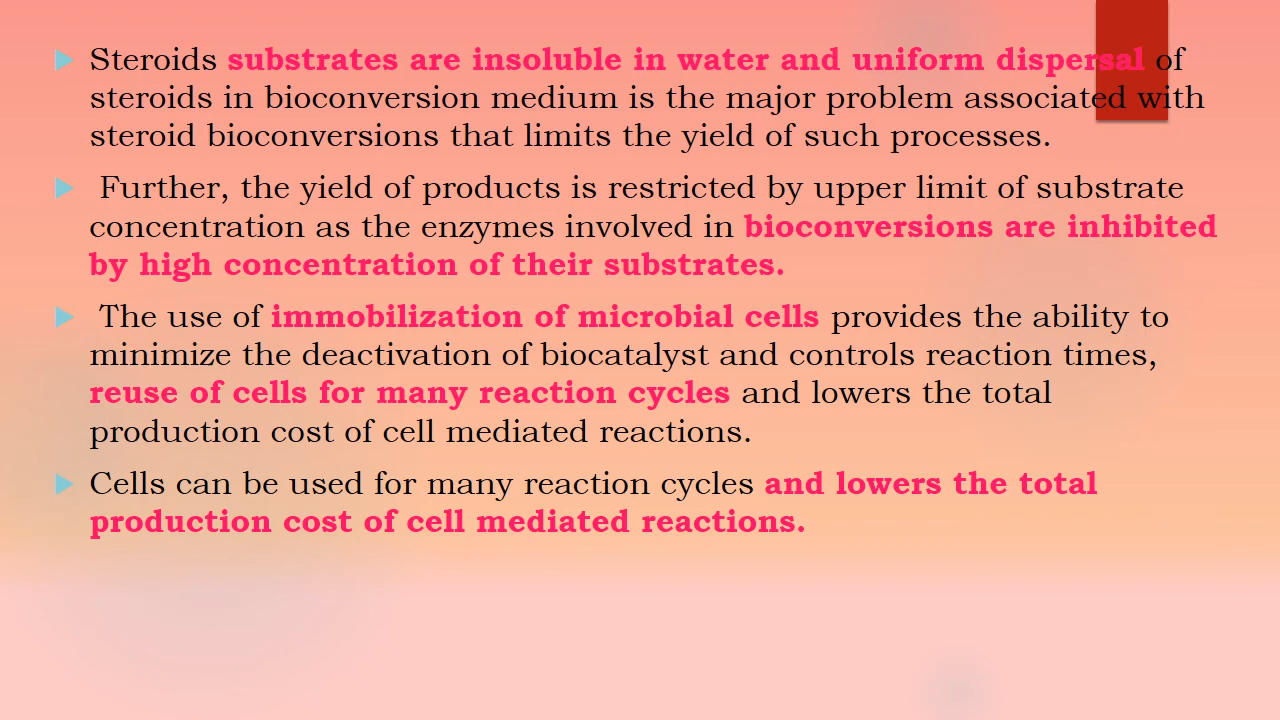 Steroids substrates are insoluble in water and uniform dispersal of
steroids in bioconversion medium is the major problem associated with
steroid bioconversions that limits the yield of such processes.
Further, the yield of products is restricted by upper limit of substrate
concentration as the enzymes involved in bioconversions are inhibited
by high concentration of their substrates.
The use of immobilization of microbial cells provides the ability to
minimize the deactivation of biocatalyst and controls reaction times,
reuse of cells for many reaction cycles and lowers the total
production cost of cell mediated reactions.
Cells can be used for many reaction cycles and lowers the total
production cost of cell mediated reactions.